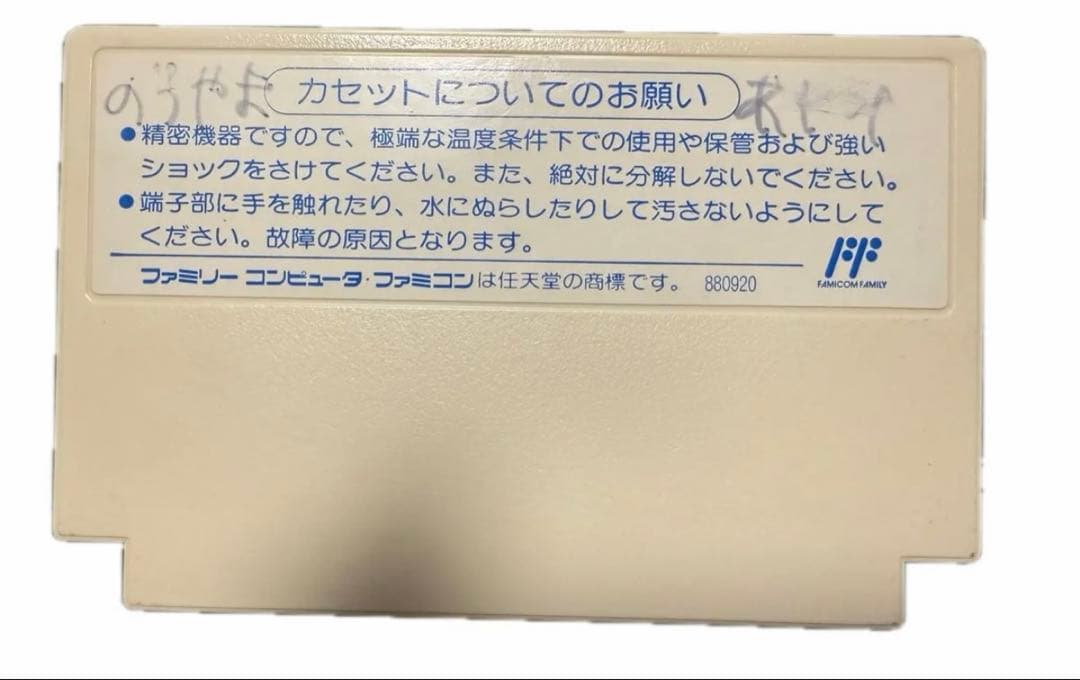 カセットについてのお願い
●精密機器ですので、極端な温度条件下での使用や保管および強い
ショックをさけてください。また、絶対に分解しないでください。
●端子部に手を触れたり、水にぬらしたりして汚さないようにして
ください。故障の原因となります。
ファミリーコンピュータ・ファミコンは任天堂の商標です。 880920
FAMICOM FAMILY